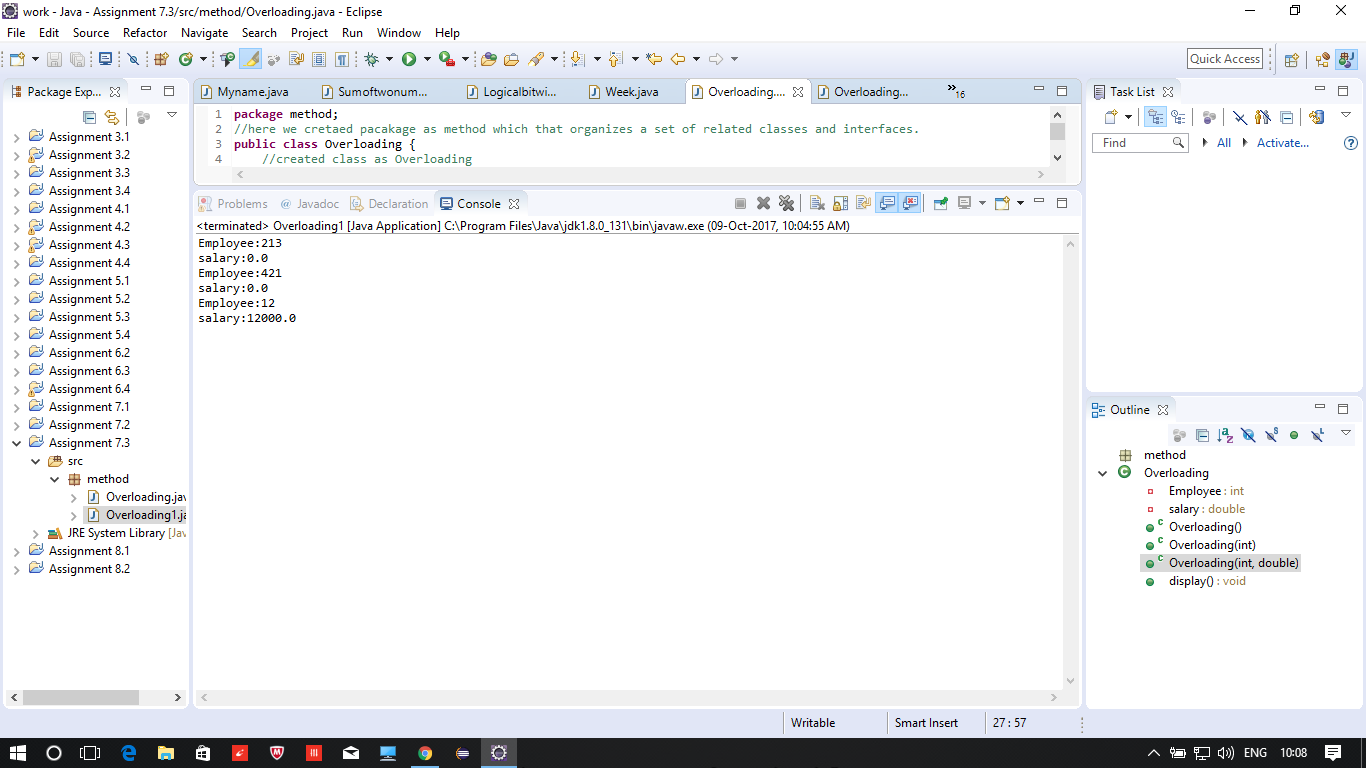 work - Java - Assignment 7.3/src/method/Overloading.java - Eclipse
File Edit Source Refactor Navigate Search Project Run Window Help
Quick Access
Package Exp...
Assignment 3.1
Assignment 3.2
Assignment 3.3
Assignment 3.4
Assignment 4.1
Assignment 4.2
Assignment 4.3
Assignment 4.4
Assignment 5.1
Assignment 5.2
Assignment 5.3
Assignment 5.4
Assignment 6.2
Assignment 6.3
Assignment 6.4
Assignment 7.1
Assignment 7.2
Assignment 7.3
src
method
Overloading.jav
Overloading1.ja
JRE System Library [Jav
Assignment 8.1
Assignment 8.2
Myname.java Sumoftwonum... Logicalbitwi... Week.java Overloading.... Overloading... »16
1 package method;
2 //here we cretaed pacakage as method which that organizes a set of related classes and interfaces.
3 public class Overloading {
4 //created class as Overloading
Problems @ Javadoc Declaration Console
<terminated> Overloading1 [Java Application] C:\Program Files\Java\jdk1.8.0_131\bin\javaw.exe (09-Oct-2017, 10:04:55 AM)
Employee:213
salary:0.0
Employee:421
salary:0.0
Employee:12
salary:12000.0
Task List
Find All Activate...
Outline
method
Overloading
Employee : int
salary : double
Overloading()
Overloading(int)
Overloading(int, double)
display() : void
Writable Smart Insert 27 : 57
ENG 10:08